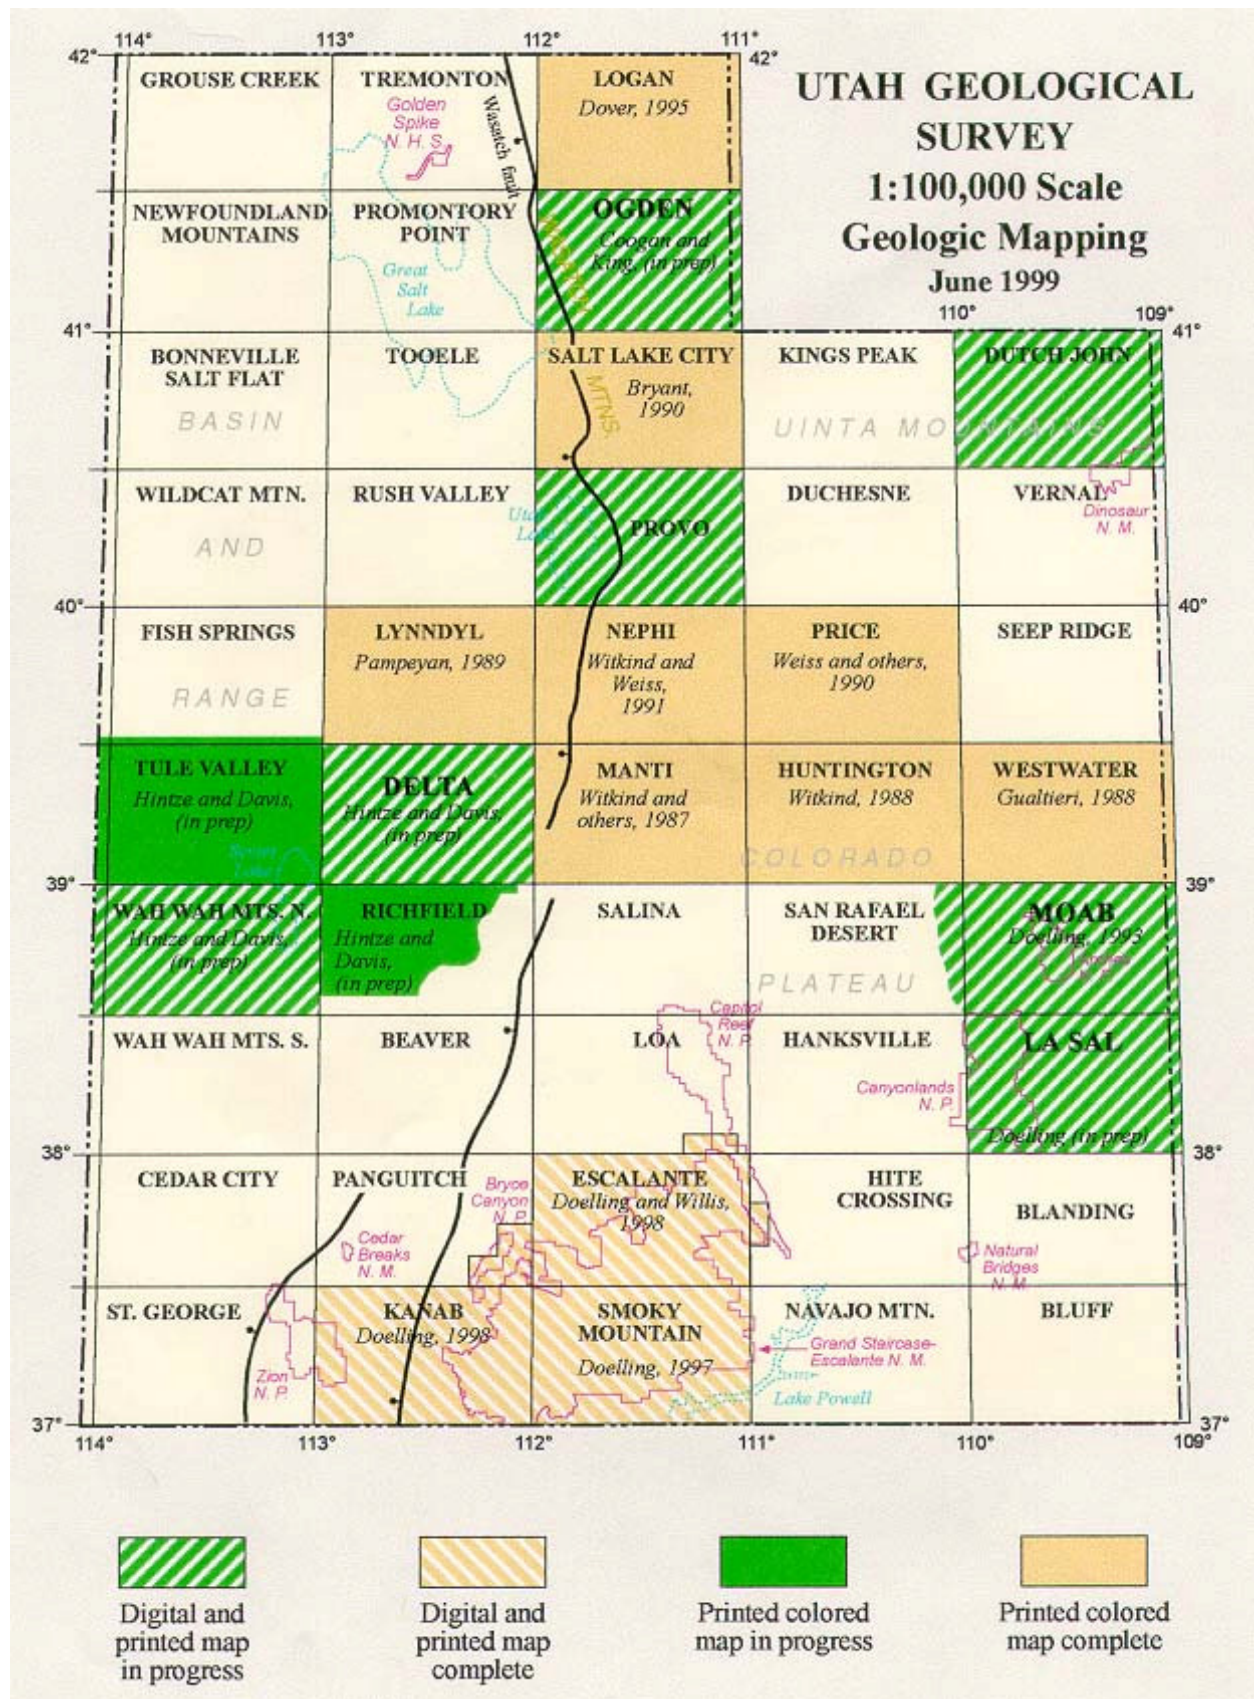 114° 113° 112° 111°
42° 42°
UTAH GEOLOGICAL
SURVEY
1:100,000 Scale
Geologic Mapping
June 1999
GROUSE CREEK
TREMONTON
Golden
Spike
N. H. S.
Wasatch fault
LOGAN
Dover, 1995
NEWFOUNDLAND
MOUNTAINS
PROMONTORY
POINT
Great
Salt
Lake
OGDEN
Coogan and
King, (in prep)
WASATCH
110° 109°
41° 41°
BONNEVILLE
SALT FLAT
BASIN
TOOELE
SALT LAKE CITY
Bryant,
1990
MTNS.
KINGS PEAK
DUTCH JOHN
UINTA MOUNTAINS
WILDCAT MTN.
AND
RUSH VALLEY
Utah
Lake
PROVO
DUCHESNE
VERNAL
Dinosaur
N. M.
40° 40°
FISH SPRINGS
RANGE
LYNNDYL
Pampeyan, 1989
NEPHI
Witkind and
Weiss,
1991
PRICE
Weiss and others,
1990
SEEP RIDGE
TULE VALLEY
Hintze and Davis,
(in prep)
Sevier
Lake
DELTA
Hintze and Davis,
(in prep)
MANTI
Witkind and
others, 1987
HUNTINGTON
Witkind, 1988
WESTWATER
Gualtieri, 1988
COLORADO
39° 39°
WAH WAH MTS. N.
Hintze and Davis,
(in prep)
RICHFIELD
Hintze and
Davis,
(in prep)
SALINA
SAN RAFAEL
DESERT
PLATEAU
MOAB
Doelling, 1993
Arches
N. P.
WAH WAH MTS. S.
BEAVER
LOA
Capitol
Reef
N. P.
HANKSVILLE
Canyonlands
N. P.
LA SAL
Doelling (in prep)
38° 38°
CEDAR CITY
PANGUITCH
Cedar
Breaks
N. M.
Bryce
Canyon
N. P.
ESCALANTE
Doelling and Willis,
1998
HITE
CROSSING
BLANDING
Natural
Bridges
N. M.
ST. GEORGE
Zion
N. P.
KANAB
Doelling, 1998
SMOKY
MOUNTAIN
Doelling, 1997
NAVAJO MTN.
Grand Staircase-
Escalante N. M.
Lake Powell
BLUFF
37° 37°
114° 113° 112° 111° 110° 109°
Digital and
printed map
in progress
Digital and
printed map
complete
Printed colored
map in progress
Printed colored
map complete